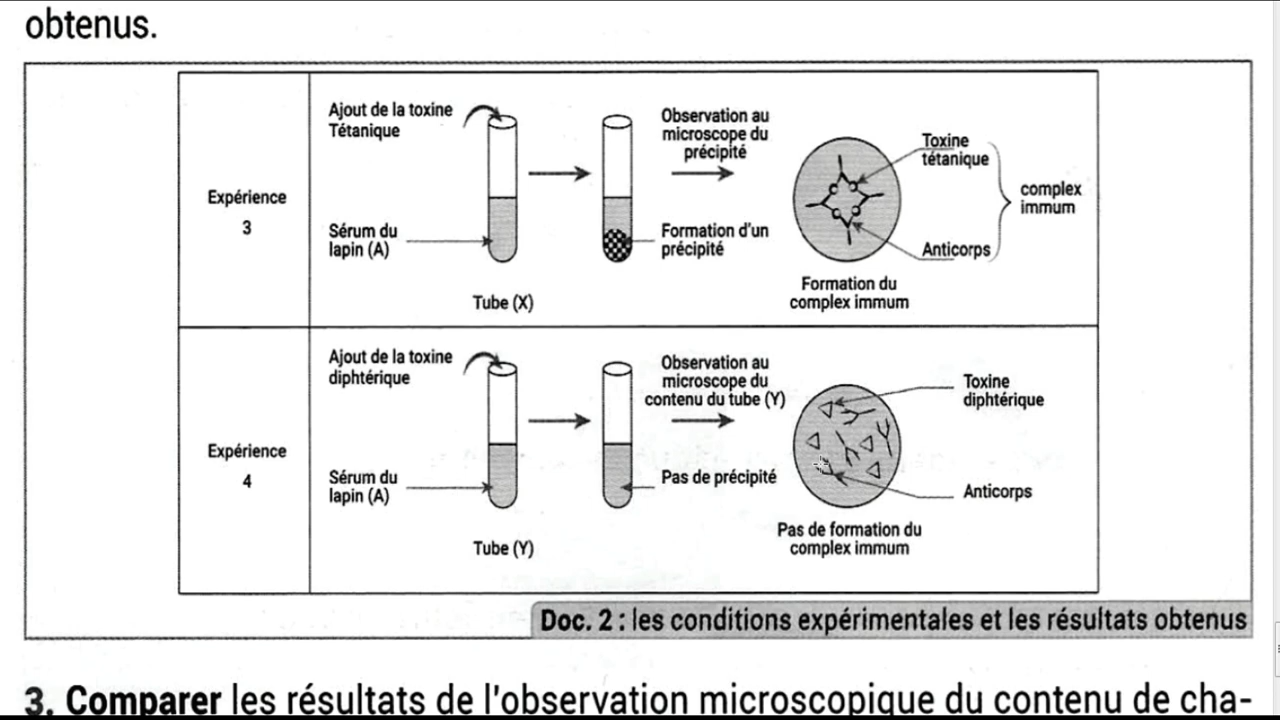 obtenus.
Expérience
3
Ajout de la toxine
Tétanique
Sérum du
lapin (A)
Tube (X)
Observation au
microscope du
précipité
Formation d'un
précipité
Toxine
tétanique
complex
immum
Anticorps
Formation du
complex immum
Expérience
4
Ajout de la toxine
diphtérique
Sérum du
lapin (A)
Tube (Y)
Observation au
microscope du
contenu du tube (Y)
Pas de précipité
Toxine
diphtérique
Anticorps
Pas de formation du
complex immum
Doc. 2 : les conditions expérimentales et les résultats obtenus
3. Comparer les résultats de l'observation microscopique du contenu de cha-